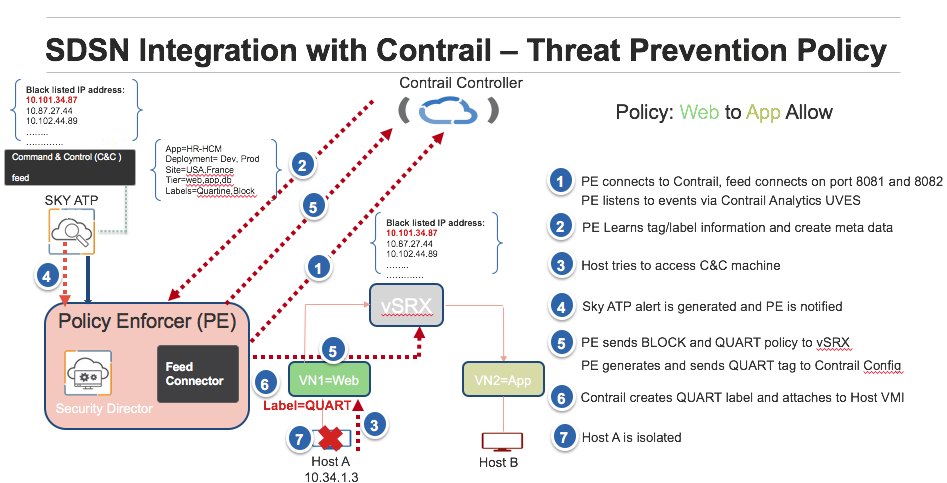 SDSN Integration with Contrail – Threat Prevention Policy
Black listed IP address:
10.101.34.87
10.87.27.44
10.102.44.89
........
.............
Command & Control (C&C )
feed
SKY ATP
App=HR-HCM
Deployment= Dev, Prod
Site=USA,France
Tier=web,app,db
Labels=Quartine,Block
Contrail Controller
Policy: Web to App Allow
2
5
1
4
Black listed IP address:
10.101.34.87
10.87.27.44
10.102.44.89
........
.............
vSRX
Policy Enforcer (PE)
Feed
Connector
Security Director
5
6
VN1=Web
Label=QUART
3
7
Host A
10.34.1.3
VN2=App
Host B
1 PE connects to Contrail, feed connects on port 8081 and 8082
PE listens to events via Contrail Analytics UVES
2 PE Learns tag/label information and create meta data
3 Host tries to access C&C machine
4 Sky ATP alert is generated and PE is notified
5 PE sends BLOCK and QUART policy to vSRX
PE generates and sends QUART tag to Contrail Config
6 Contrail creates QUART label and attaches to Host VMI
7 Host A is isolated